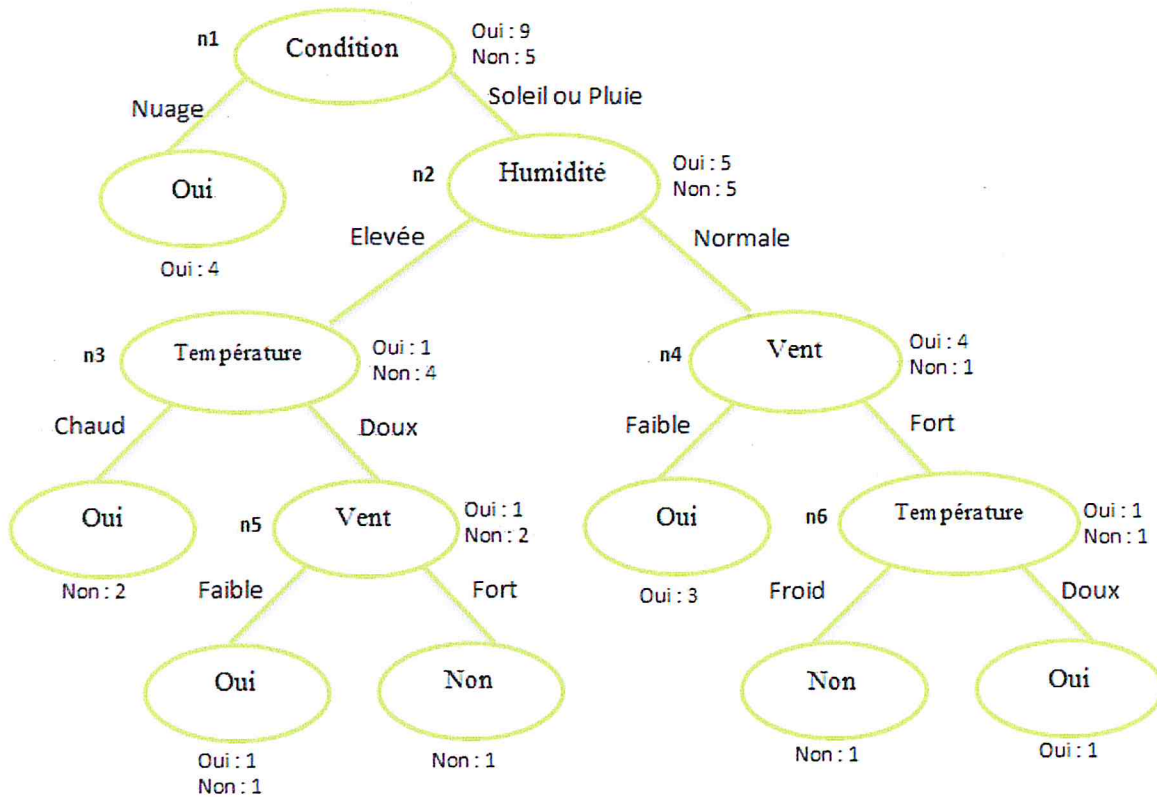 n1
Condition
Oui : 9
Non : 5
Nuage
Soleil ou Pluie
Oui
Oui : 4
n2
Humidité
Oui : 5
Non : 5
Elevée
Normale
n3
Température
Oui : 1
Non : 4
n4
Vent
Oui : 4
Non : 1
Chaud
Doux
Faible
Fort
Oui
Non : 2
n5
Vent
Oui : 1
Non : 2
Oui
Oui : 3
n6
Température
Oui : 1
Non : 1
Faible
Fort
Froid
Doux
Oui
Oui : 1
Non : 1
Non
Non : 1
Non
Non : 1
Oui
Oui : 1